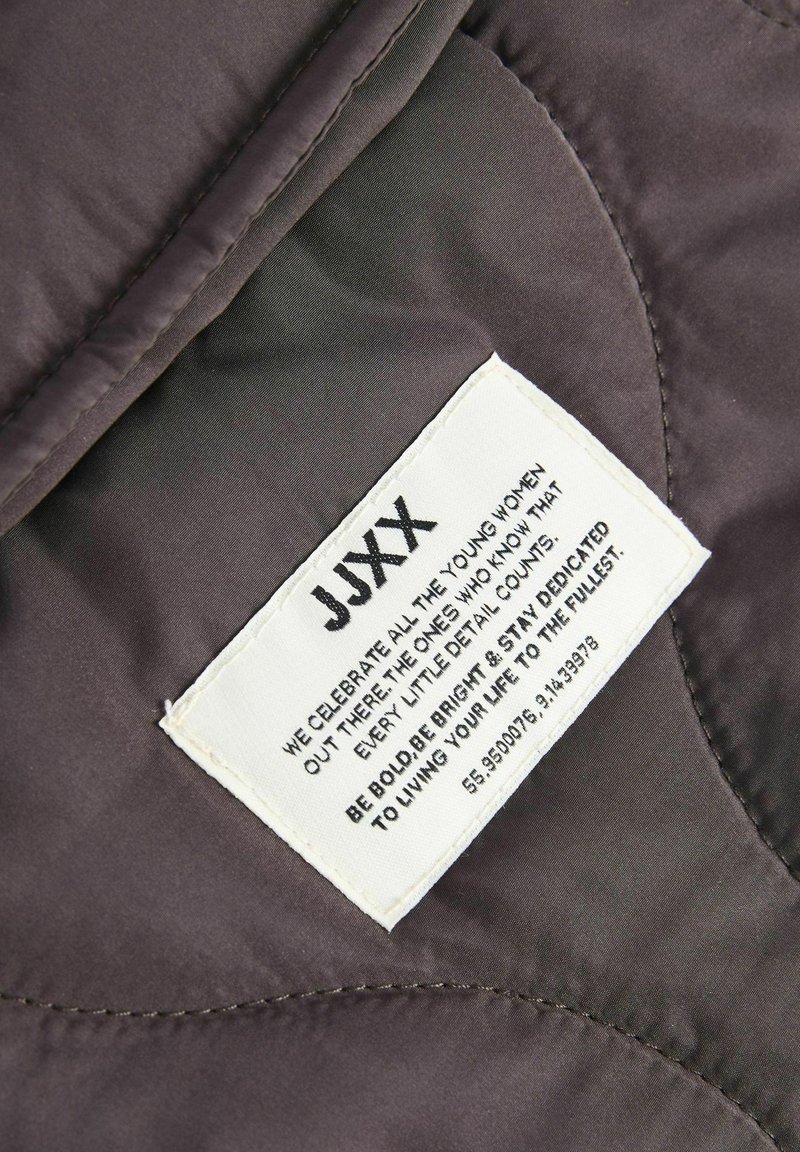 JJXX
WE CELEBRATE ALL THE YOUNG WOMEN
OUT THERE. THE ONES WHO KNOW THAT
EVERY LITTLE DETAIL COUNTS.
BE BOLD, BE BRIGHT & STAY DEDICATED
TO LIVING YOUR LIFE TO THE FULLEST.
55.9500076, 9.1439978